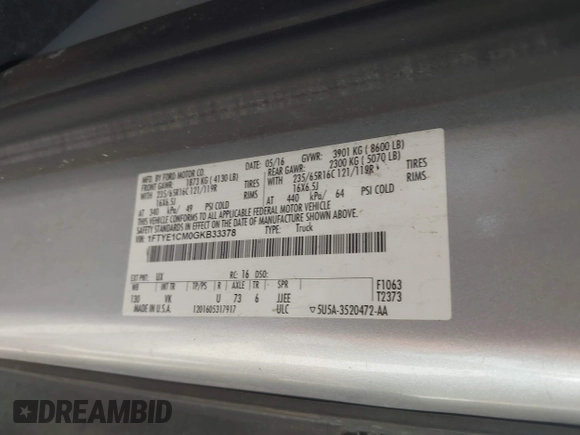 MFD. BY FORD MOTOR CO.
DATE: 05/16 GVWR: 3901 KG ( 8600 LB)
FRONT GAWR: 1873 KG ( 4130 LB) REAR GAWR: 2300 KG ( 5070 LB)
WITH 235/65R16C 121/119R TIRES WITH 235/65R16C 121/119R TIRES
16X6.5J RIMS 16X6.5J RIMS
AT 340 kPa/ 49 PSI COLD AT 440 kPa/ 64 PSI COLD
THIS VEHICLE CONFORMS TO ALL APPLICABLE FEDERAL MOTOR VEHICLE
SAFETY AND THEFT PREVENTION STANDARDS IN
EFFECT ON THE DATE OF MANUFACTURE SHOWN ABOVE.
VIN: 1FTYE1CM0GKB33378 TYPE: Truck
EXT PNT: UX RC: 16 DSO: F1063
WB INT TR TP/PS R AXLE TR SPR T2373
130 VK U 73 6 JJEE
MADE IN U.S.A. 1201605317917 ULC 5U5A-3520472-AA
DREAMBID